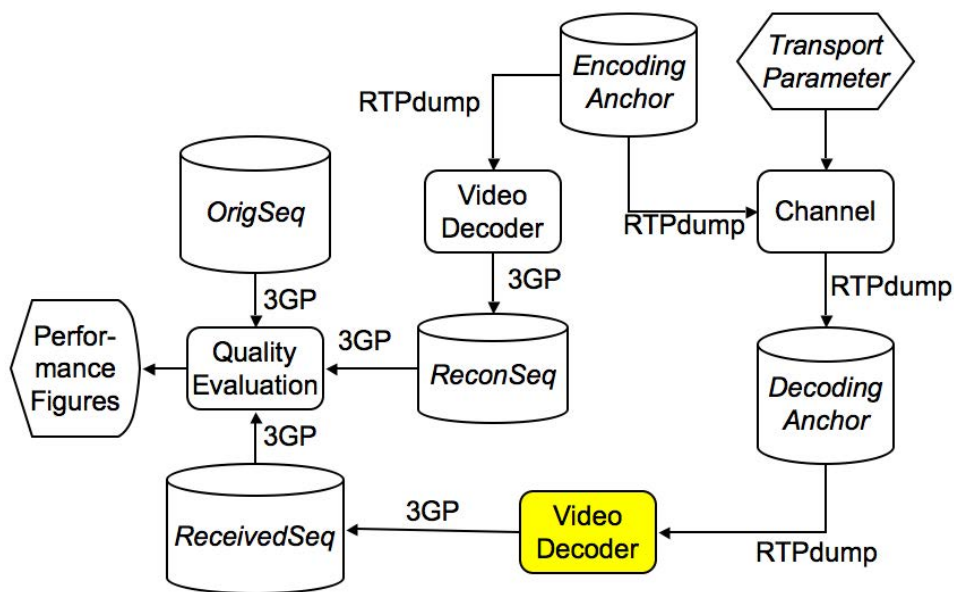 Encoding
Anchor
Transport
Parameter
RTPdump
OrigSeq
Video
Decoder
RTPdump
Channel
3GP
RTPdump
3GP
Perfor-
mance
Figures
Quality
Evaluation
3GP
ReconSeq
Decoding
Anchor
3GP
ReceivedSeq
3GP
Video
Decoder
RTPdump